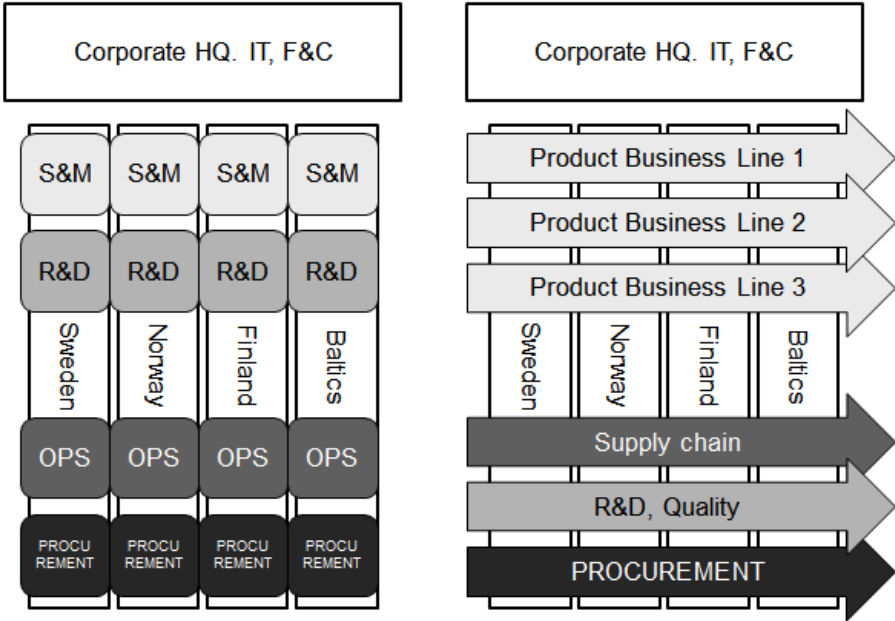 Corporate HQ. IT, F&C
S&M S&M S&M S&M
R&D R&D R&D R&D
Sweden Norway Finland Baltics
OPS OPS OPS OPS
PROCU PROCU PROCU PROCU
REMENT REMENT REMENT REMENT
Corporate HQ. IT, F&C
Product Business Line 1
Product Business Line 2
Product Business Line 3
Sweden Norway Finland Baltics
Supply chain
R&D, Quality
PROCUREMENT